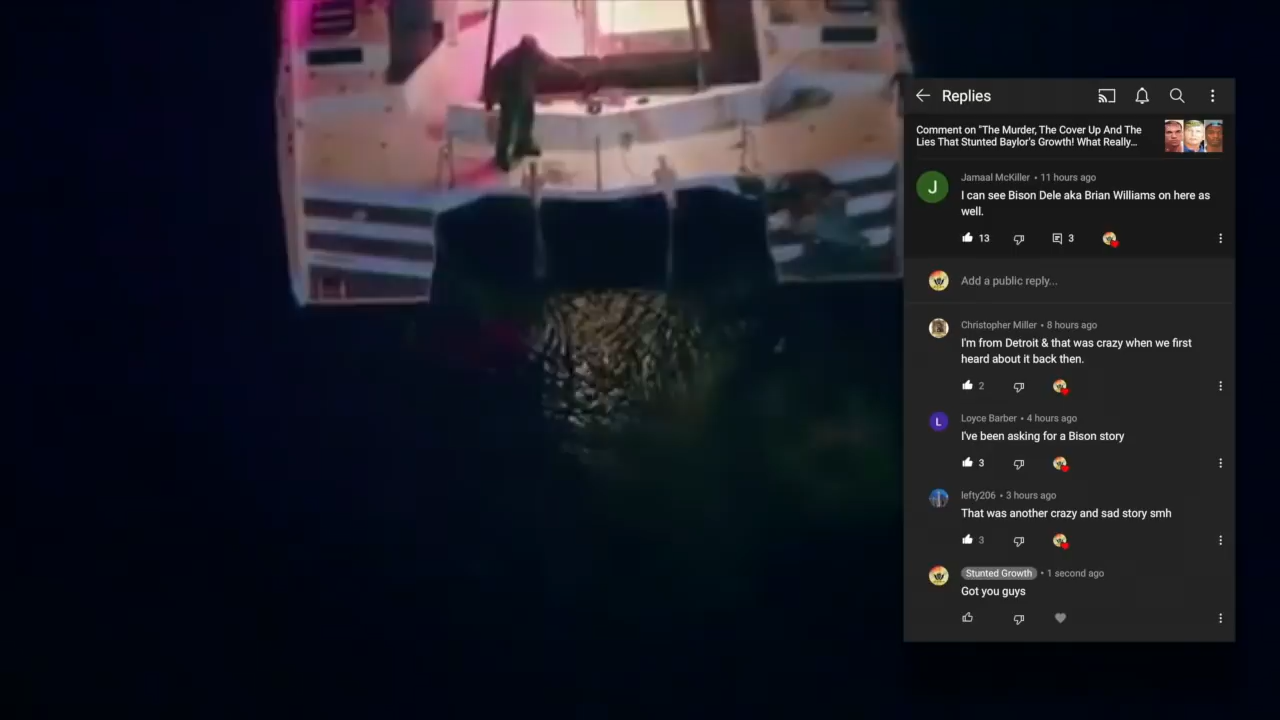 Replies
Comment on "The Murder, The Cover Up And The
Lies That Stunted Baylor's Growth! What Really...
J
Jamaal McKiller • 11 hours ago
I can see Bison Dele aka Brian Williams on here as
well.
13
3
Add a public reply...
Christopher Miller • 8 hours ago
I'm from Detroit & that was crazy when we first
heard about it back then.
2
L
Loyce Barber • 4 hours ago
I've been asking for a Bison story
3
lefty206 • 3 hours ago
That was another crazy and sad story smh
3
Stunted Growth • 1 second ago
Got you guys